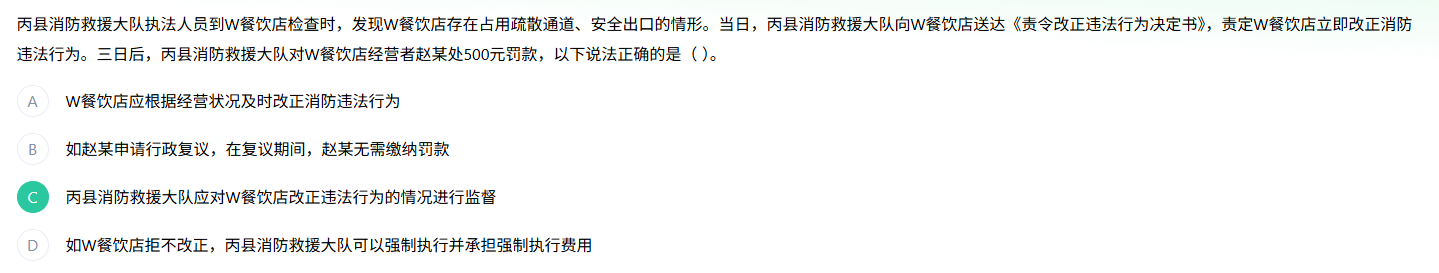 丙县消防救援大队执法人员到W餐饮店检查时，发现W餐饮店存在占用疏散通道、安全出口的情形。当日，丙县消防救援大队向W餐饮店送达《责令改正违法行为决定书》，责定W餐饮店立即改正消防
违法行为。三日后，丙县消防救援大队对W餐饮店经营者赵某处500元罚款，以下说法正确的是（ ）。
A W餐饮店应根据经营状况及时改正消防违法行为
B 如赵某申请行政复议，在复议期间，赵某无需缴纳罚款
C 丙县消防救援大队应对W餐饮店改正违法行为的情况进行监督
D 如W餐饮店拒不改正，丙县消防救援大队可以强制执行并承担强制执行费用